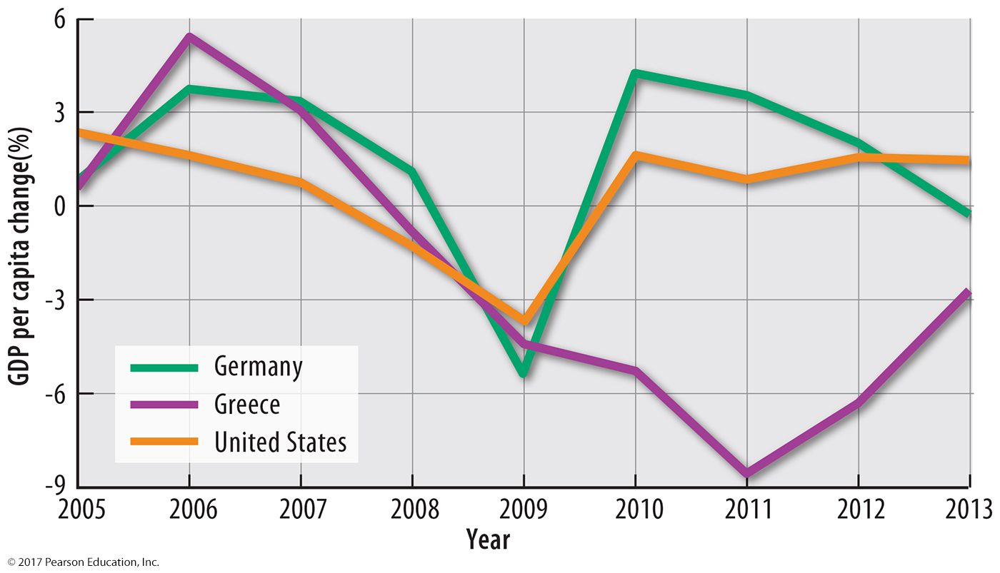 GDP per capita change(%)
6
3
0
-3
-6
-9
Germany
Greece
United States
2005 2006 2007 2008 2009 2010 2011 2012 2013
Year
© 2017 Pearson Education, Inc.